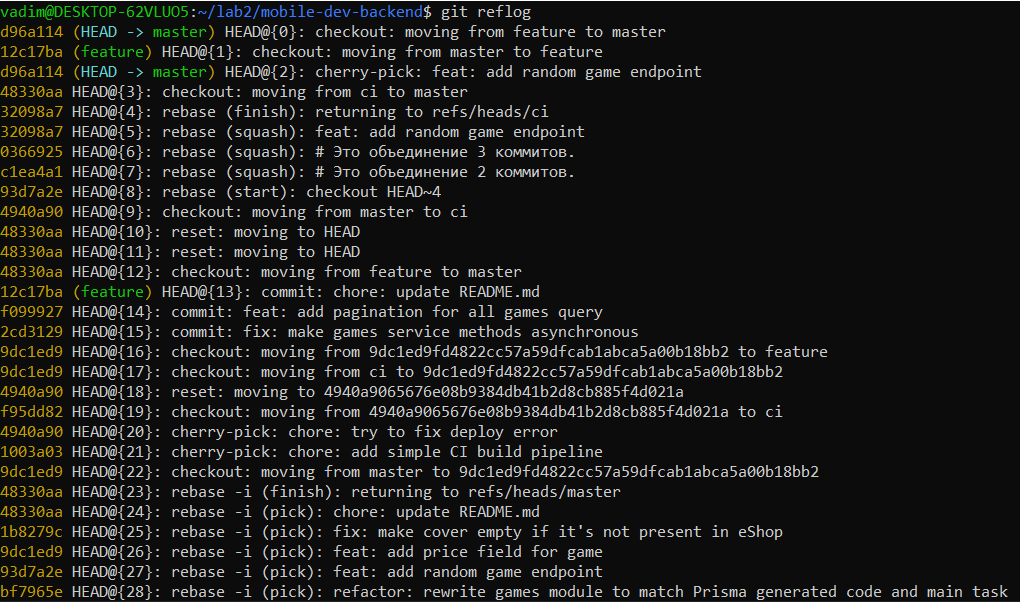 vadim@DESKTOP-62VLUO5:~/lab2/mobile-dev-backend$ git reflog
d96a114 (HEAD -> master) HEAD@{0}: checkout: moving from feature to master
12c17ba (feature) HEAD@{1}: checkout: moving from master to feature
d96a114 (HEAD -> master) HEAD@{2}: cherry-pick: feat: add random game endpoint
48330aa HEAD@{3}: checkout: moving from ci to master
32098a7 HEAD@{4}: rebase (finish): returning to refs/heads/ci
32098a7 HEAD@{5}: rebase (squash): feat: add random game endpoint
0366925 HEAD@{6}: rebase (squash): # Это объединение 3 коммитов.
c1ea4a1 HEAD@{7}: rebase (squash): # Это объединение 2 коммитов.
93d7a2e HEAD@{8}: rebase (start): checkout HEAD~4
4940a90 HEAD@{9}: checkout: moving from master to ci
48330aa HEAD@{10}: reset: moving to HEAD
48330aa HEAD@{11}: reset: moving to HEAD
48330aa HEAD@{12}: checkout: moving from feature to master
12c17ba (feature) HEAD@{13}: commit: chore: update README.md
f099927 HEAD@{14}: commit: feat: add pagination for all games query
2cd3129 HEAD@{15}: commit: fix: make games service methods asynchronous
9dc1ed9 HEAD@{16}: checkout: moving from 9dc1ed9fd4822cc57a59dfcab1abca5a00b18bb2 to feature
9dc1ed9 HEAD@{17}: checkout: moving from ci to 9dc1ed9fd4822cc57a59dfcab1abca5a00b18bb2
4940a90 HEAD@{18}: reset: moving to 4940a9065676e08b9384db41b2d8cb885f4d021a
f95dd82 HEAD@{19}: checkout: moving from 4940a9065676e08b9384db41b2d8cb885f4d021a to ci
4940a90 HEAD@{20}: cherry-pick: chore: try to fix deploy error
1003a03 HEAD@{21}: cherry-pick: chore: add simple CI build pipeline
9dc1ed9 HEAD@{22}: checkout: moving from master to 9dc1ed9fd4822cc57a59dfcab1abca5a00b18bb2
48330aa HEAD@{23}: rebase -i (finish): returning to refs/heads/master
48330aa HEAD@{24}: rebase -i (pick): chore: update README.md
1b8279c HEAD@{25}: rebase -i (pick): fix: make cover empty if it's not present in eShop
9dc1ed9 HEAD@{26}: rebase -i (pick): feat: add price field for game
93d7a2e HEAD@{27}: rebase -i (pick): feat: add random game endpoint
bf7965e HEAD@{28}: rebase -i (pick): refactor: rewrite games module to match Prisma generated code and main task